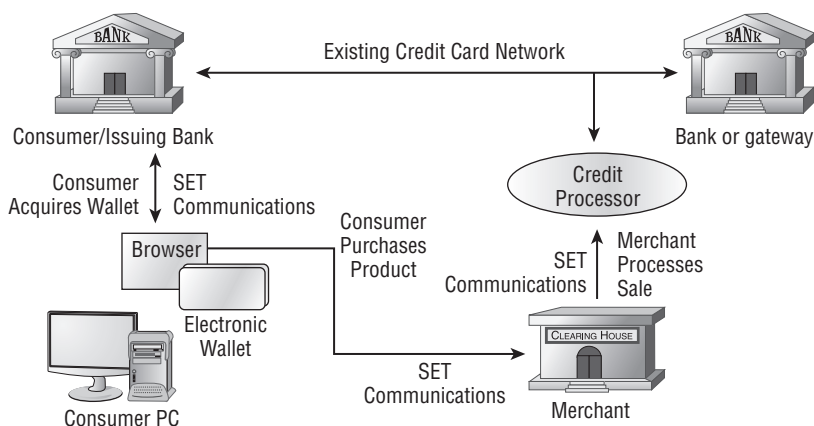 BANK
BANK
Existing Credit Card Network
Consumer/Issuing Bank
Bank or gateway
Credit
Processor
Consumer
Acquires Wallet
SET
Communications
Consumer
Purchases
Product
Browser
Electronic
Wallet
SET
Communications
Merchant
Processes
Sale
CLEARING HOUSE
SET
Communications
Consumer PC
Merchant